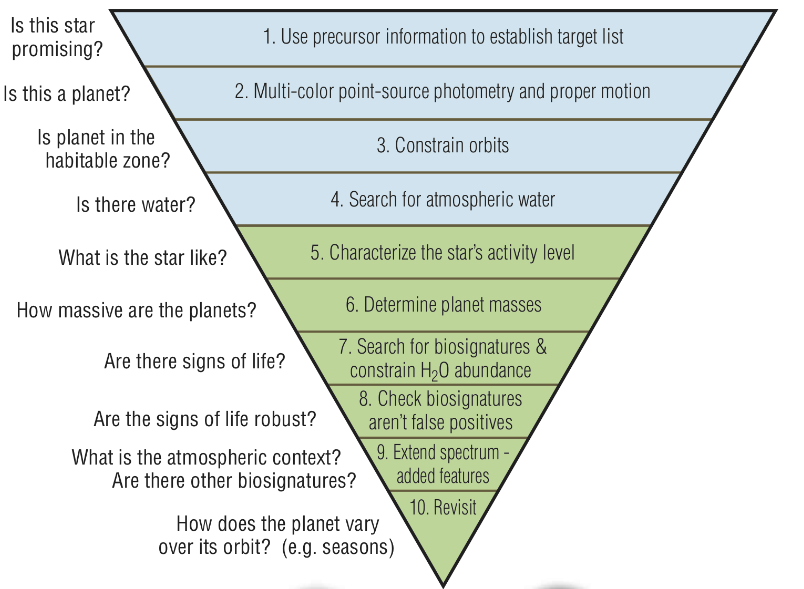 Is this star
promising?
1. Use precursor information to establish target list
Is this a planet?
2. Multi-color point-source photometry and proper motion
Is planet in the
habitable zone?
3. Constrain orbits
Is there water?
4. Search for atmospheric water
What is the star like?
5. Characterize the star's activity level
How massive are the planets?
6. Determine planet masses
Are there signs of life?
7. Search for biosignatures &
constrain H₂O abundance
Are the signs of life robust?
8. Check biosignatures
aren't false positives
What is the atmospheric context?
Are there other biosignatures?
9. Extend spectrum -
added features
How does the planet vary
over its orbit? (e.g. seasons)
10. Revisit